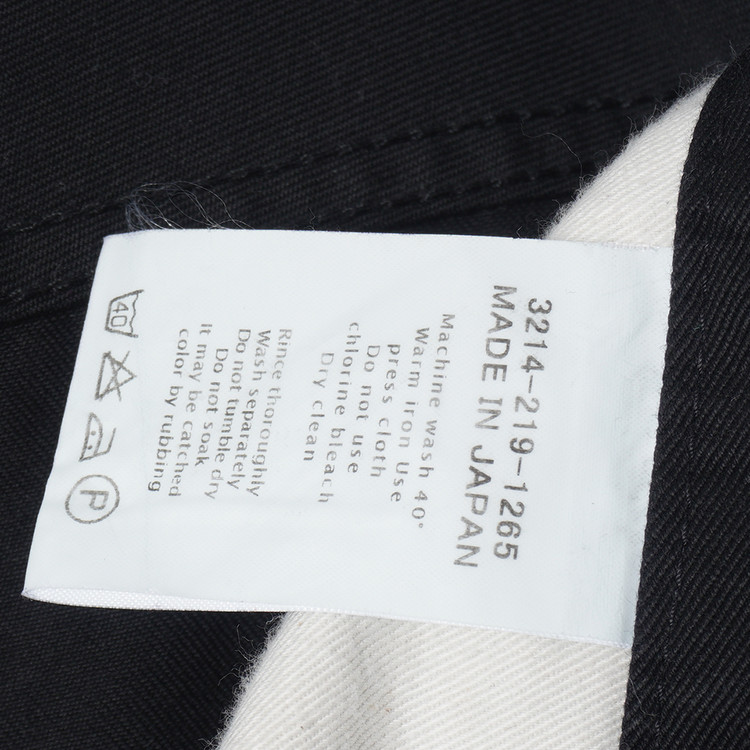 3214-219-1265
MADE IN JAPAN
Machine wash 40°
Warm iron Use
press cloth
Do not use
chlorine bleach
Dry clean
Rince thoroughly
Wash separately
Do not tumble dry
Do not soak
It may be catched
color by rubbing
40
P